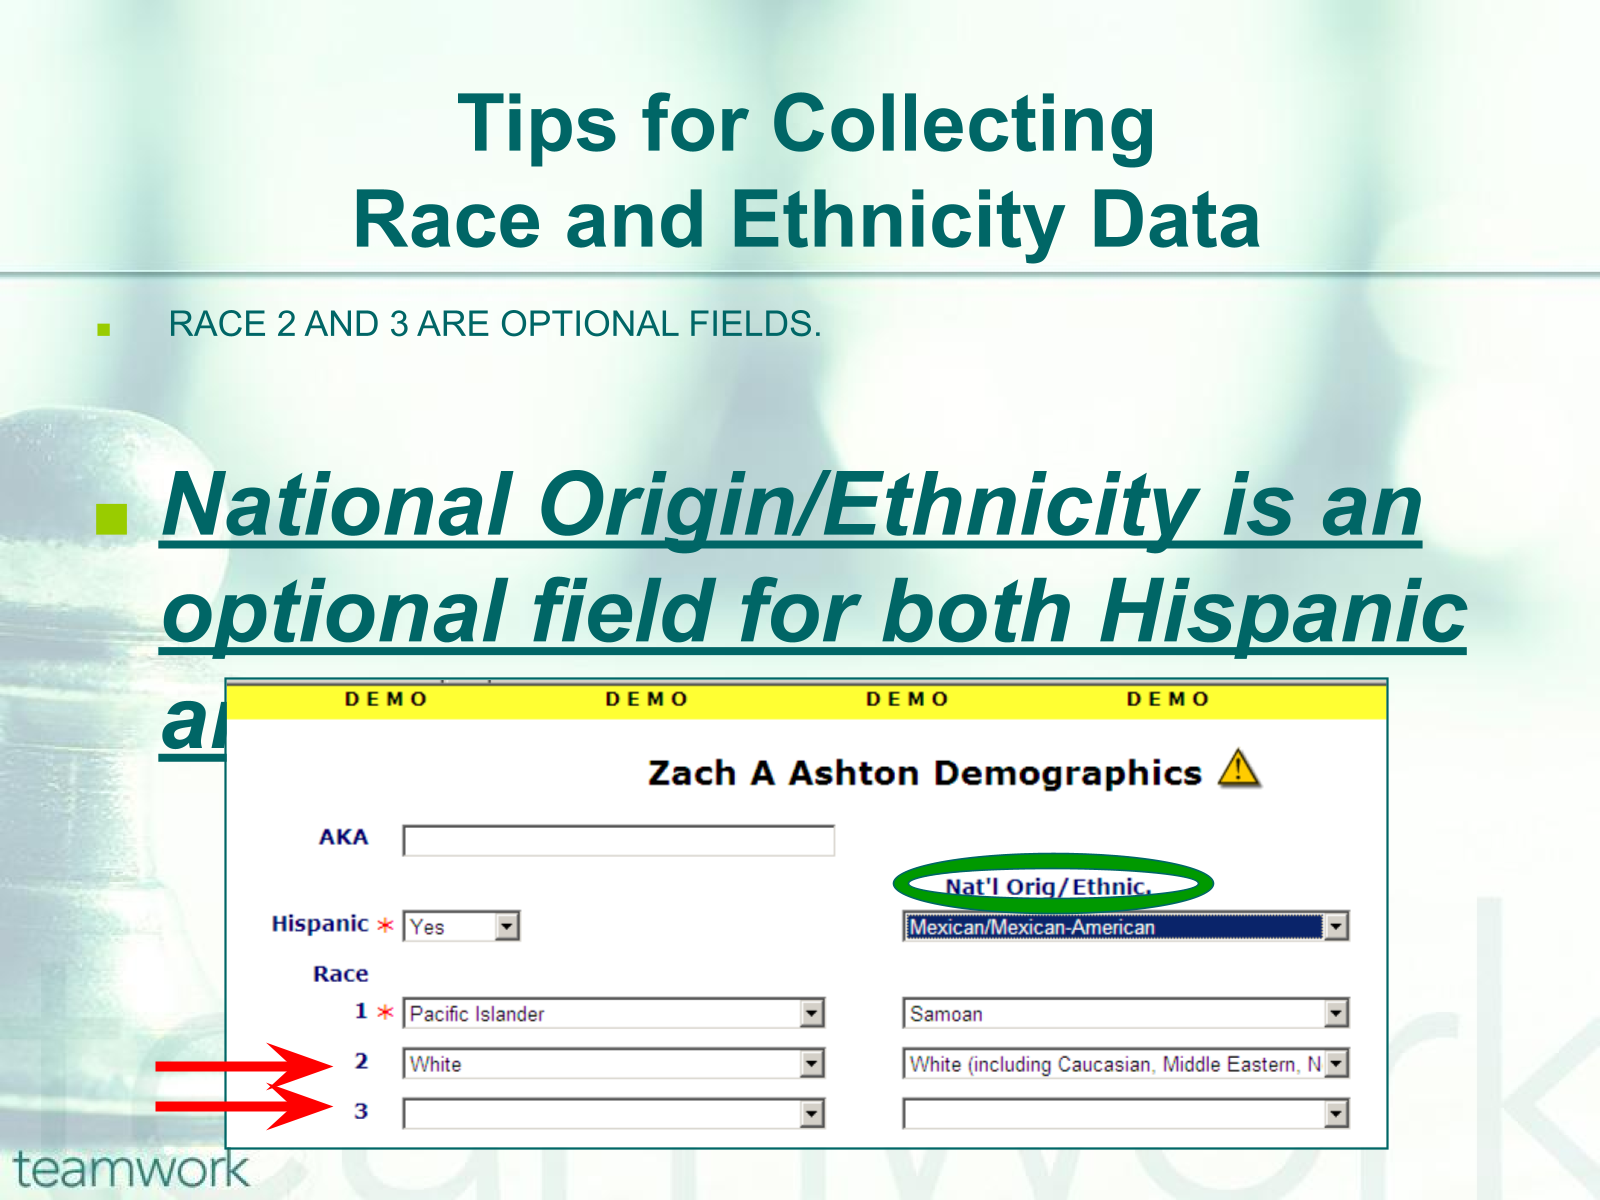 Tips for Collecting
Race and Ethnicity Data
RACE 2 AND 3 ARE OPTIONAL FIELDS.
National Origin/Ethnicity is an
optional field for both Hispanic
DEMO DEMO DEMO DEMO
Zach A Ashton Demographics
AKA
Nat'l Orig/Ethnic.
Hispanic * Yes Mexican/Mexican-American
Race
1 * Pacific Islander Samoan
2 White White (including Caucasian, Middle Eastern, N
3
teamwork